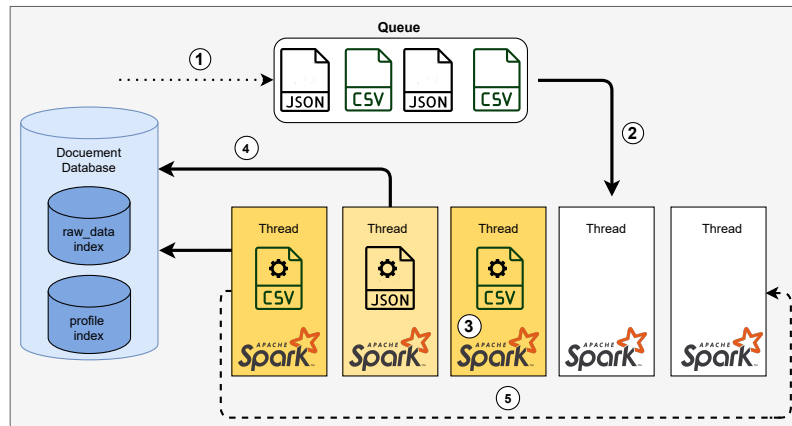 Queue
1
JSON
CSV
JSON
CSV
2
4
Docuement
Database
raw_data
index
profile
index
Thread
CSV
APACHE
Spark
Thread
JSON
APACHE
Spark
Thread
CSV
3
APACHE
Spark
Thread
APACHE
Spark
Thread
APACHE
Spark
5